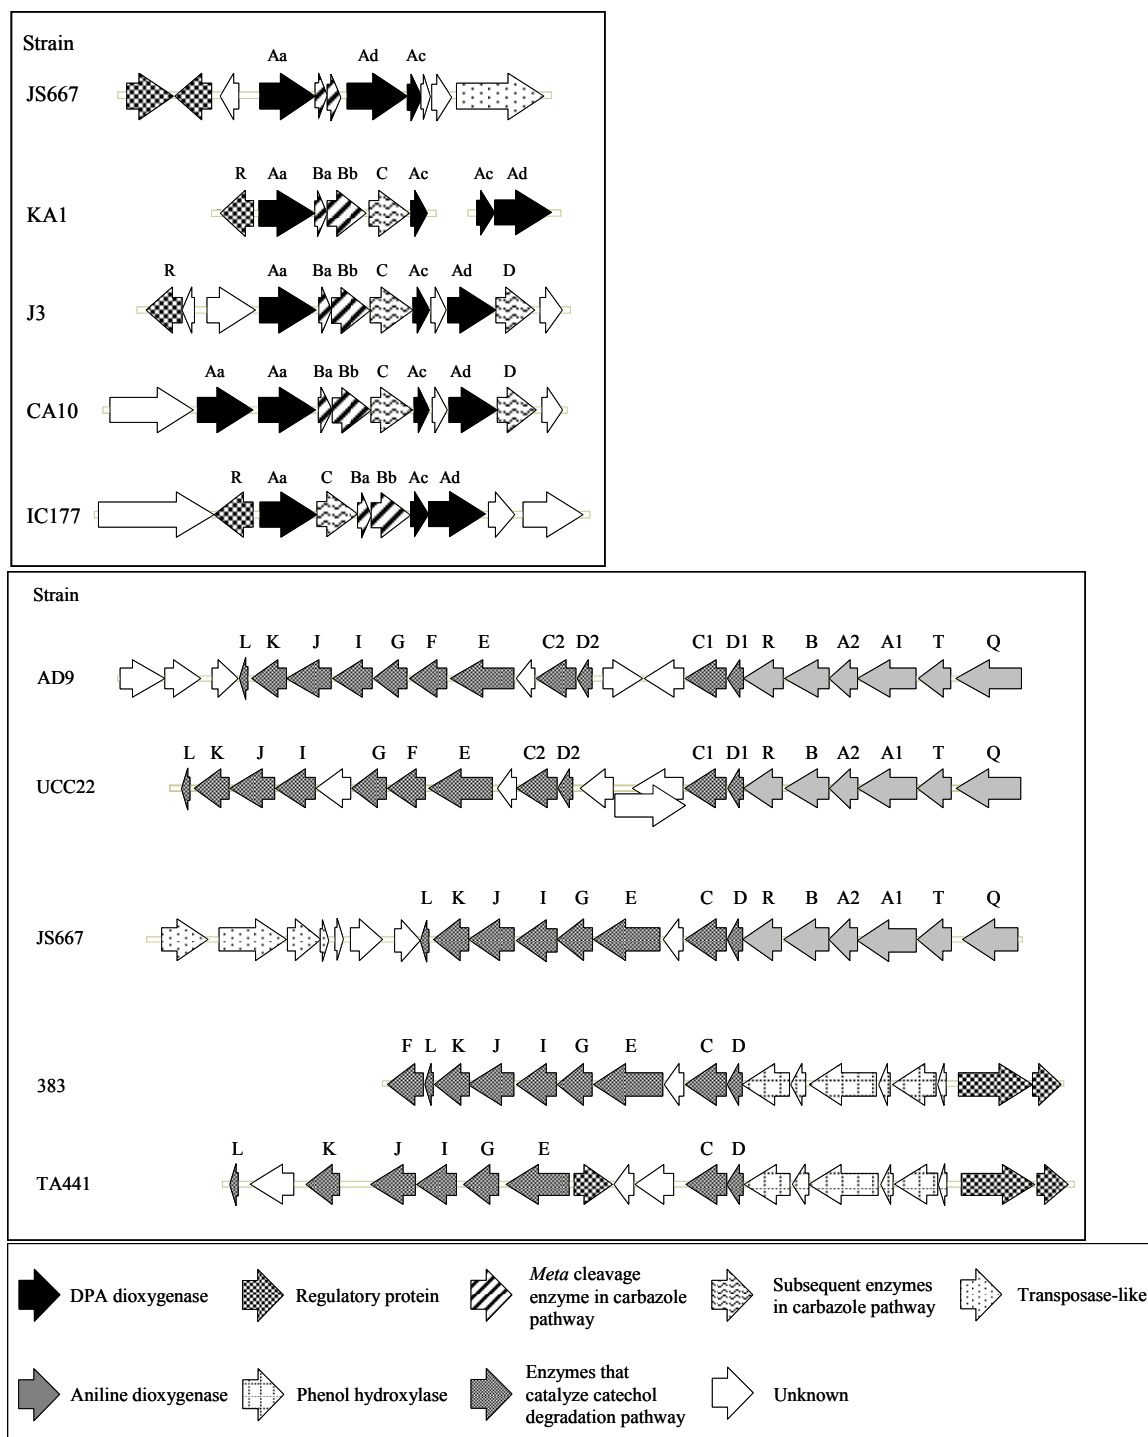 Strain
Aa Ad Ac
JS667
R Aa Ba Bb C Ac Ac Ad
KA1
R Aa Ba Bb C Ac Ad D
J3
Aa Aa Ba Bb C Ac Ad D
CA10
R Aa C Ba Bb Ac Ad
IC177
Strain
L K J I G F E C2 D2 C1 D1 R B A2 A1 T Q
AD9
L K J I G F E C2 D2 C1 D1 R B A2 A1 T Q
UCC22
L K J I G E C D R B A2 A1 T Q
JS667
F L K J I G E C D
383
L K J I G E C D
TA441
DPA dioxygenase
Regulatory protein
Meta cleavage
enzyme in carbazole
pathway
Subsequent enzymes
in carbazole pathway
Transposase-like
Aniline dioxygenase
Phenol hydroxylase
Enzymes that
catalyze catechol
degradation pathway
Unknown